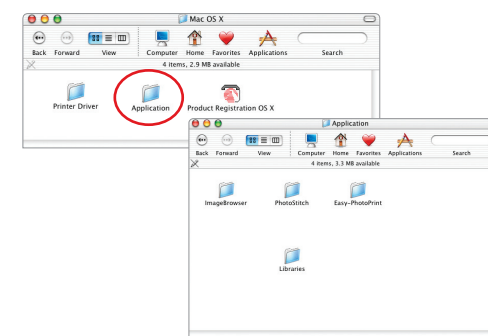 Mac OS X
Back Forward View Computer Home Favorites Applications Search
4 items, 2.9 MB available
Printer Driver Application Product Registration OS X
Application
Back Forward View Computer Home Favorites Applications Search
4 items, 3.3 MB available
ImageBrowser PhotoStitch Easy-PhotoPrint
Libraries